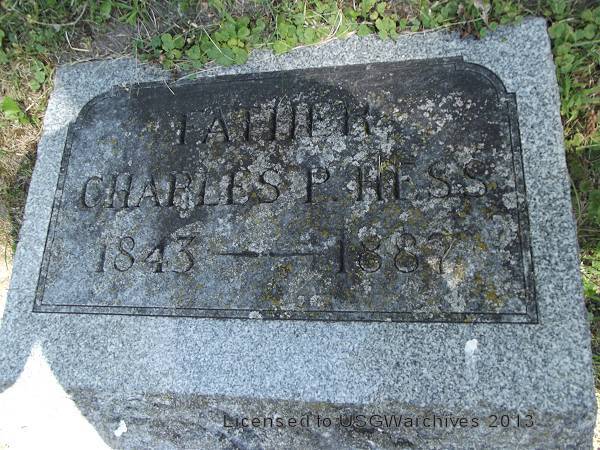 FATHER
CHARLES P. HESS
1843 — 1887
Licensed to USGWarchives 2013